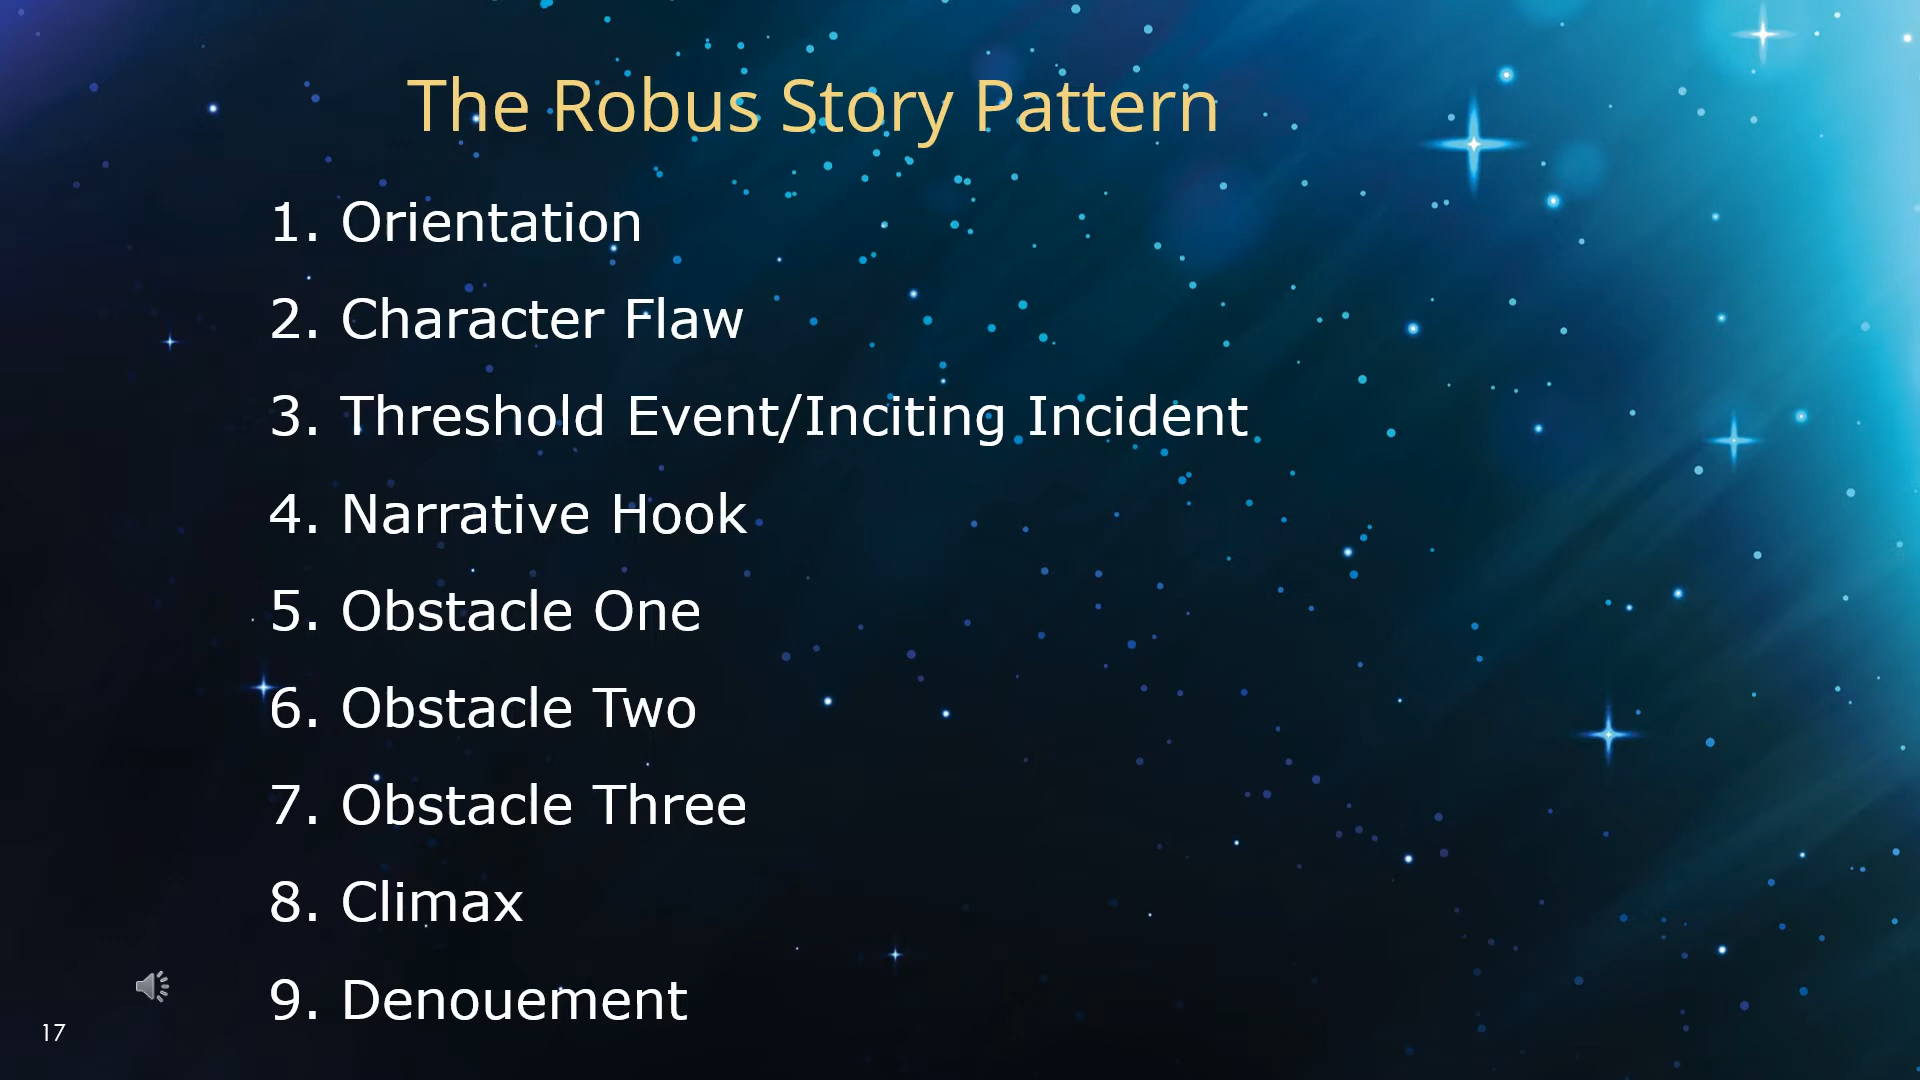 The Robus Story Pattern
1. Orientation
2. Character Flaw
3. Threshold Event/Inciting Incident
4. Narrative Hook
5. Obstacle One
6. Obstacle Two
7. Obstacle Three
8. Climax
9. Denouement
17